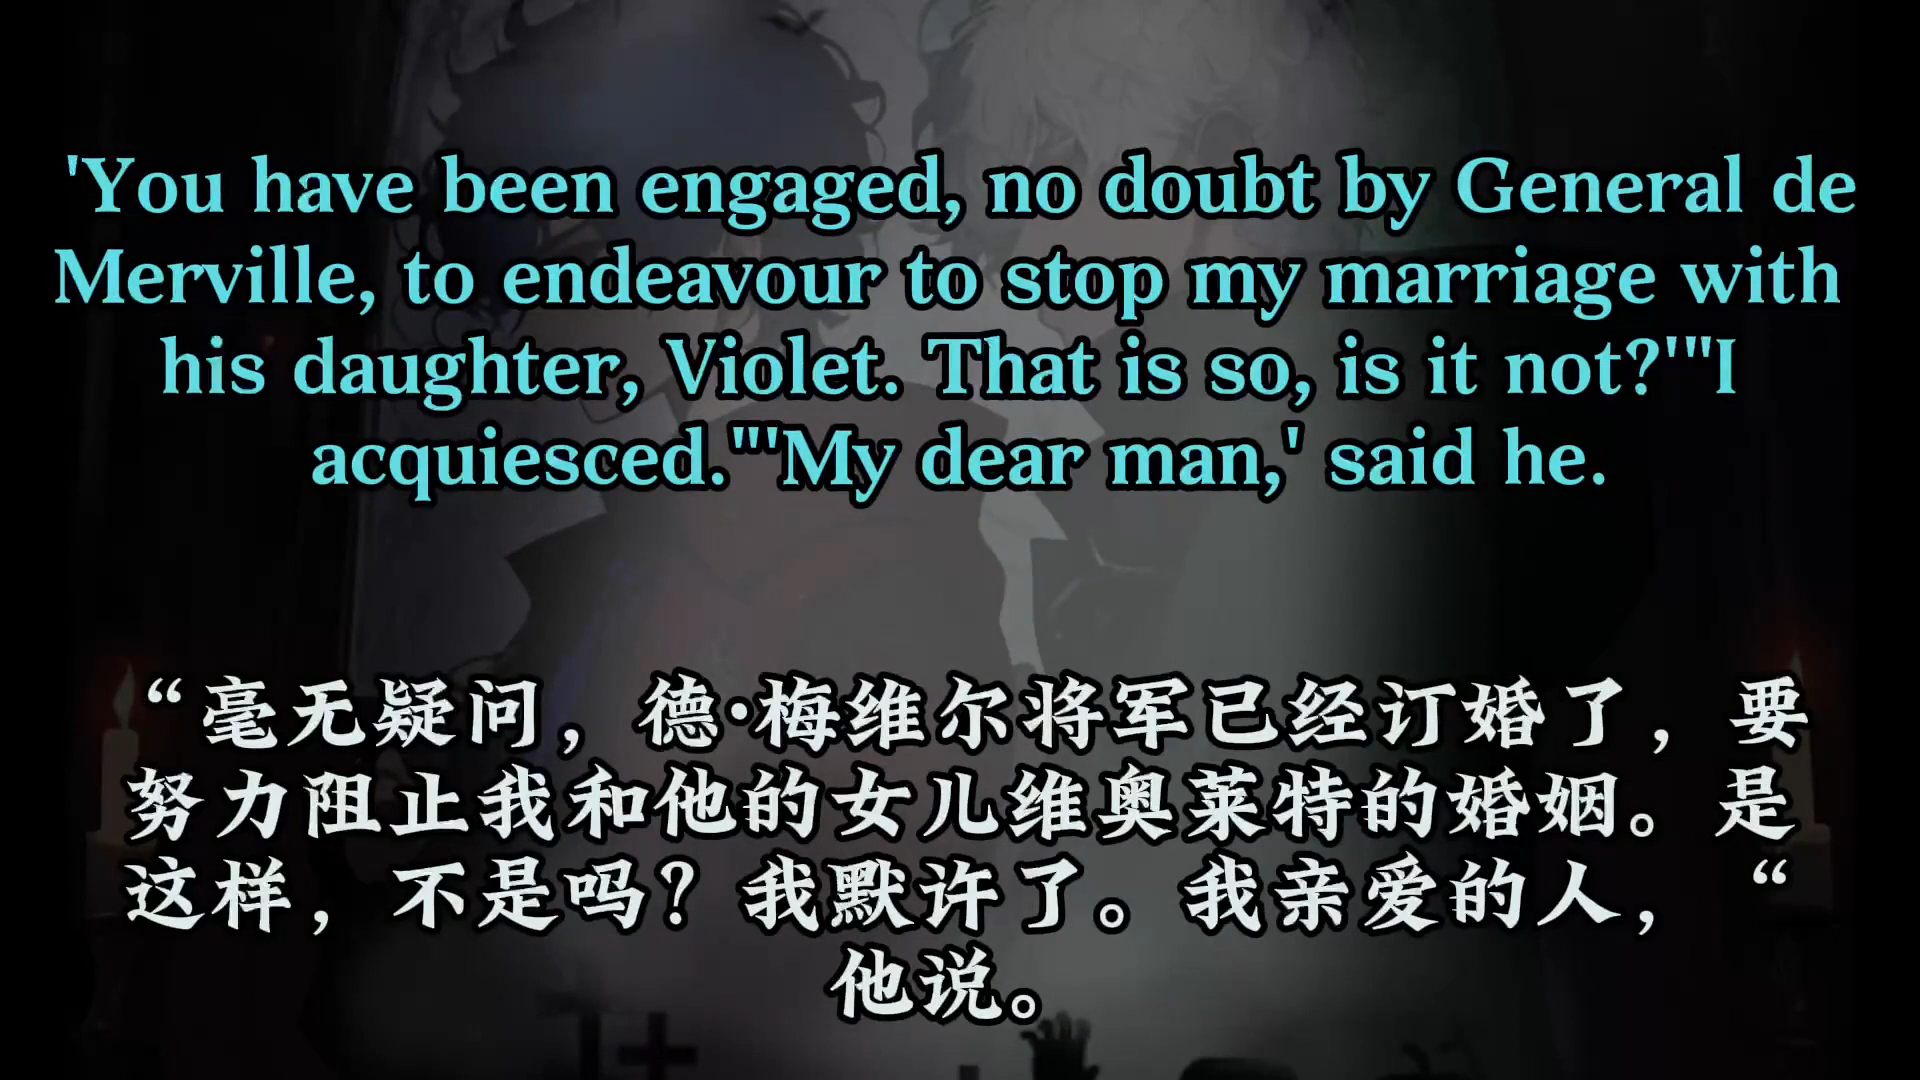 'You have been engaged, no doubt by General de
Merville, to endeavour to stop my marriage with
his daughter, Violet. That is so, is it not?'"I
acquiesced."'My dear man,' said he.
“毫无疑问，德·梅维尔将军已经订婚了，要
努力阻止我和他的女儿维奥莱特的婚姻。是
这样，不是吗？我默许了。我亲爱的人，“
他说。